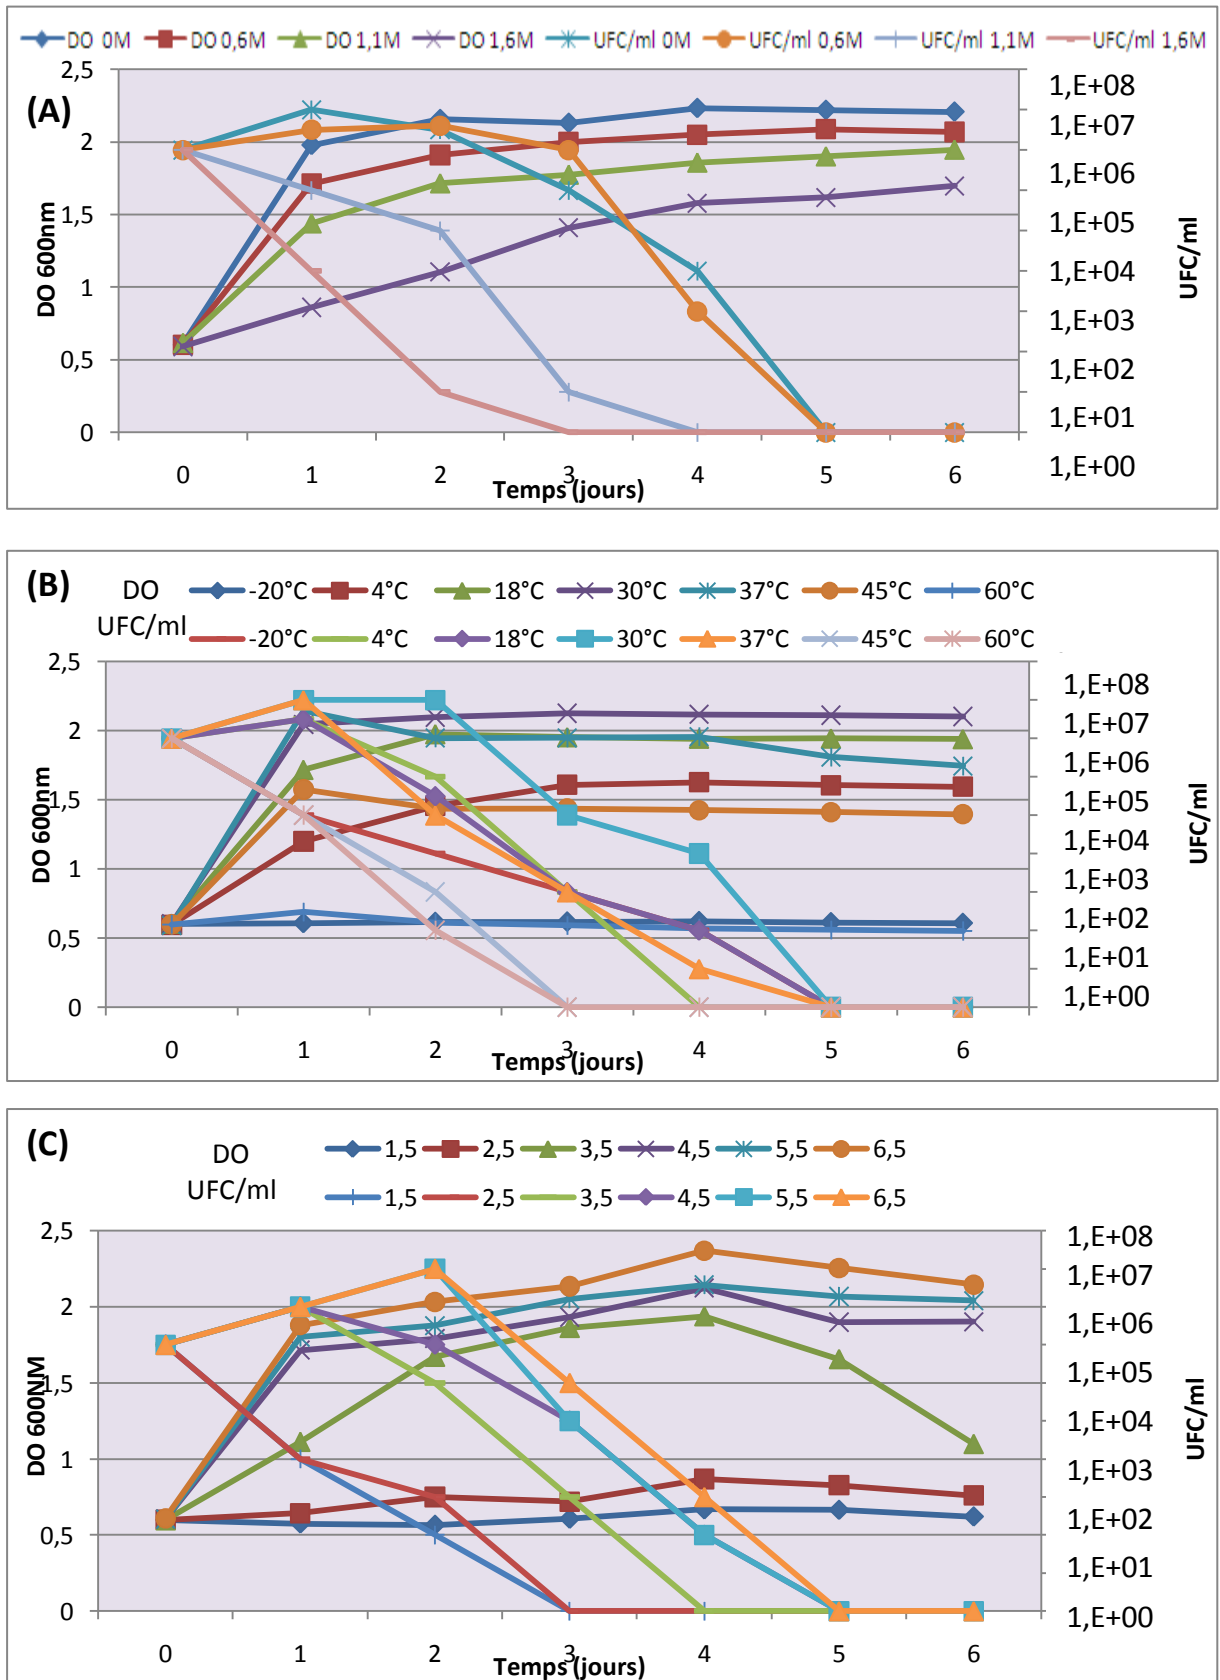 DO 0M DO 0,6M DO 1,1M DO 1,6M UFC/ml 0M UFC/ml 0,6M UFC/ml 1,1M UFC/ml 1,6M
(A)
2,5
2
1,5
1
0,5
0
DO 600nm
1,E+08
1,E+07
1,E+06
1,E+05
1,E+04
1,E+03
1,E+02
1,E+01
1,E+00
UFC/ml
0 1 2 3 4 5 6
Temps (jours)
(B)
DO -20°C 4°C 18°C 30°C 37°C 45°C 60°C
UFC/ml -20°C 4°C 18°C 30°C 37°C 45°C 60°C
2,5
2
1,5
1
0,5
0
DO 600nm
1,E+08
1,E+07
1,E+06
1,E+05
1,E+04
1,E+03
1,E+02
1,E+01
1,E+00
UFC/ml
0 1 2 3 4 5 6
Temps (jours)
(C)
DO 1,5 2,5 3,5 4,5 5,5 6,5
UFC/ml 1,5 2,5 3,5 4,5 5,5 6,5
2,5
2
1,5
1
0,5
0
DO 600NM
1,E+08
1,E+07
1,E+06
1,E+05
1,E+04
1,E+03
1,E+02
1,E+01
1,E+00
UFC/ml
0 1 2 3 4 5 6
Temps (jours)